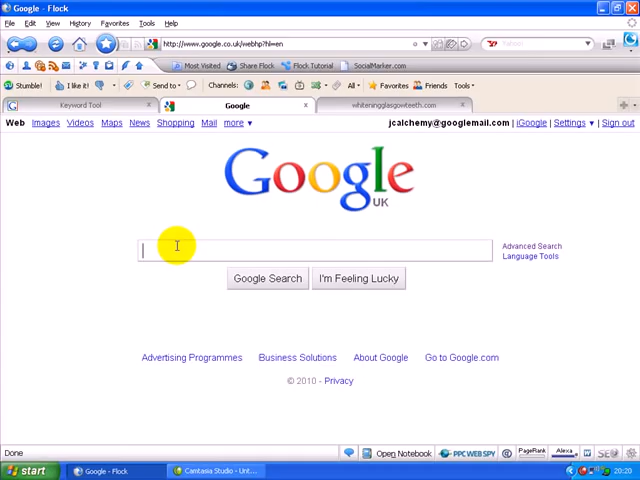 Google - Flock
File Edit View History Favorites Tools Help
http://www.google.co.uk/webhp?hl=en
Yahoo!
Most Visited Share Flock Flock Tutorial SocialMarker.com
Stumble! I like it! Send to Channels: All Favorites Friends Tools
Keyword Tool Google whiteningglasgowteeth.com
Web Images Videos Maps News Shopping Mail more jcalchemy@googlemail.com | iGoogle | Settings | Sign out
Google
UK
Advanced Search
Language Tools
Google Search I'm Feeling Lucky
Advertising Programmes Business Solutions About Google Go to Google.com
© 2010 - Privacy
Done Open Notebook PPC WEB SPY PageRank Alexa
start Google - Flock Camtasia Studio - Unt... 20:20